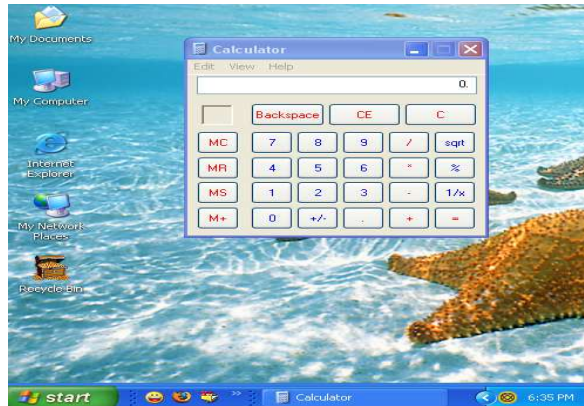 My Documents
My Computer
Internet
Explorer
My Network
Places
Recycle Bin
Calculator
Edit View Help
0.
Backspace CE C
MC 7 8 9 / sqrt
MR 4 5 6 * %
MS 1 2 3 - 1/x
M+ 0 +/- . + =
start
Calculator
6:35 PM